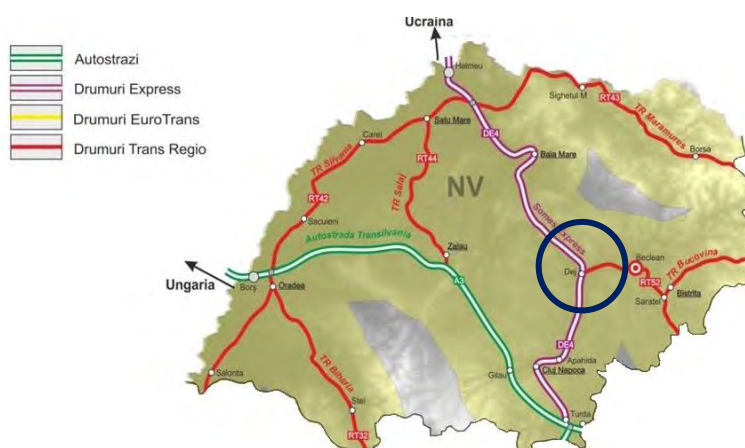 Ucraina
Autostrazi
Drumuri Express
Drumuri EuroTrans
Drumuri Trans Regio
Halmeu
Sighetul M
RT43
TR Maramures
Borsa
Satu Mare
Carei
DE4
Baia Mare
RT44
TR Silvania
NV
TR Salaj
RT42
Sacuieni
Somes Express
Autostrada Transilvania
Zalau
Beclean
TR Bucovina
Ungaria
Borș
Oradea
A3
Dej
RT52
Bistrita
Saratel
DE4
TR Biharia
Apahida
Salonta
Gilau
Cluj Napoca
Stei
Turda
RT32